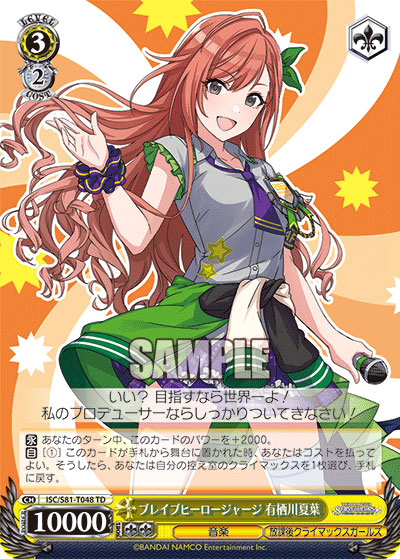 LEVEL
3
2
COST
SAMPLE
いい? 目指すなら世界一よ!
私のプロデューサーならしっかりついてきなさい!
永 あなたのターン中、このカードのパワーを+2000。
自 【①】 このカードが手札から舞台に置かれた時、あなたはコストを払ってよい。
そうしたら、あなたは自分の控え室のクライマックスを1枚選び、手札
に戻す。
CH ISC/S81-T048 TD
ブレイブヒーロージャージ 有栖川夏葉
10000
音楽
放課後クライマックスガールズ
©BANDAI NAMCO Entertainment Inc.